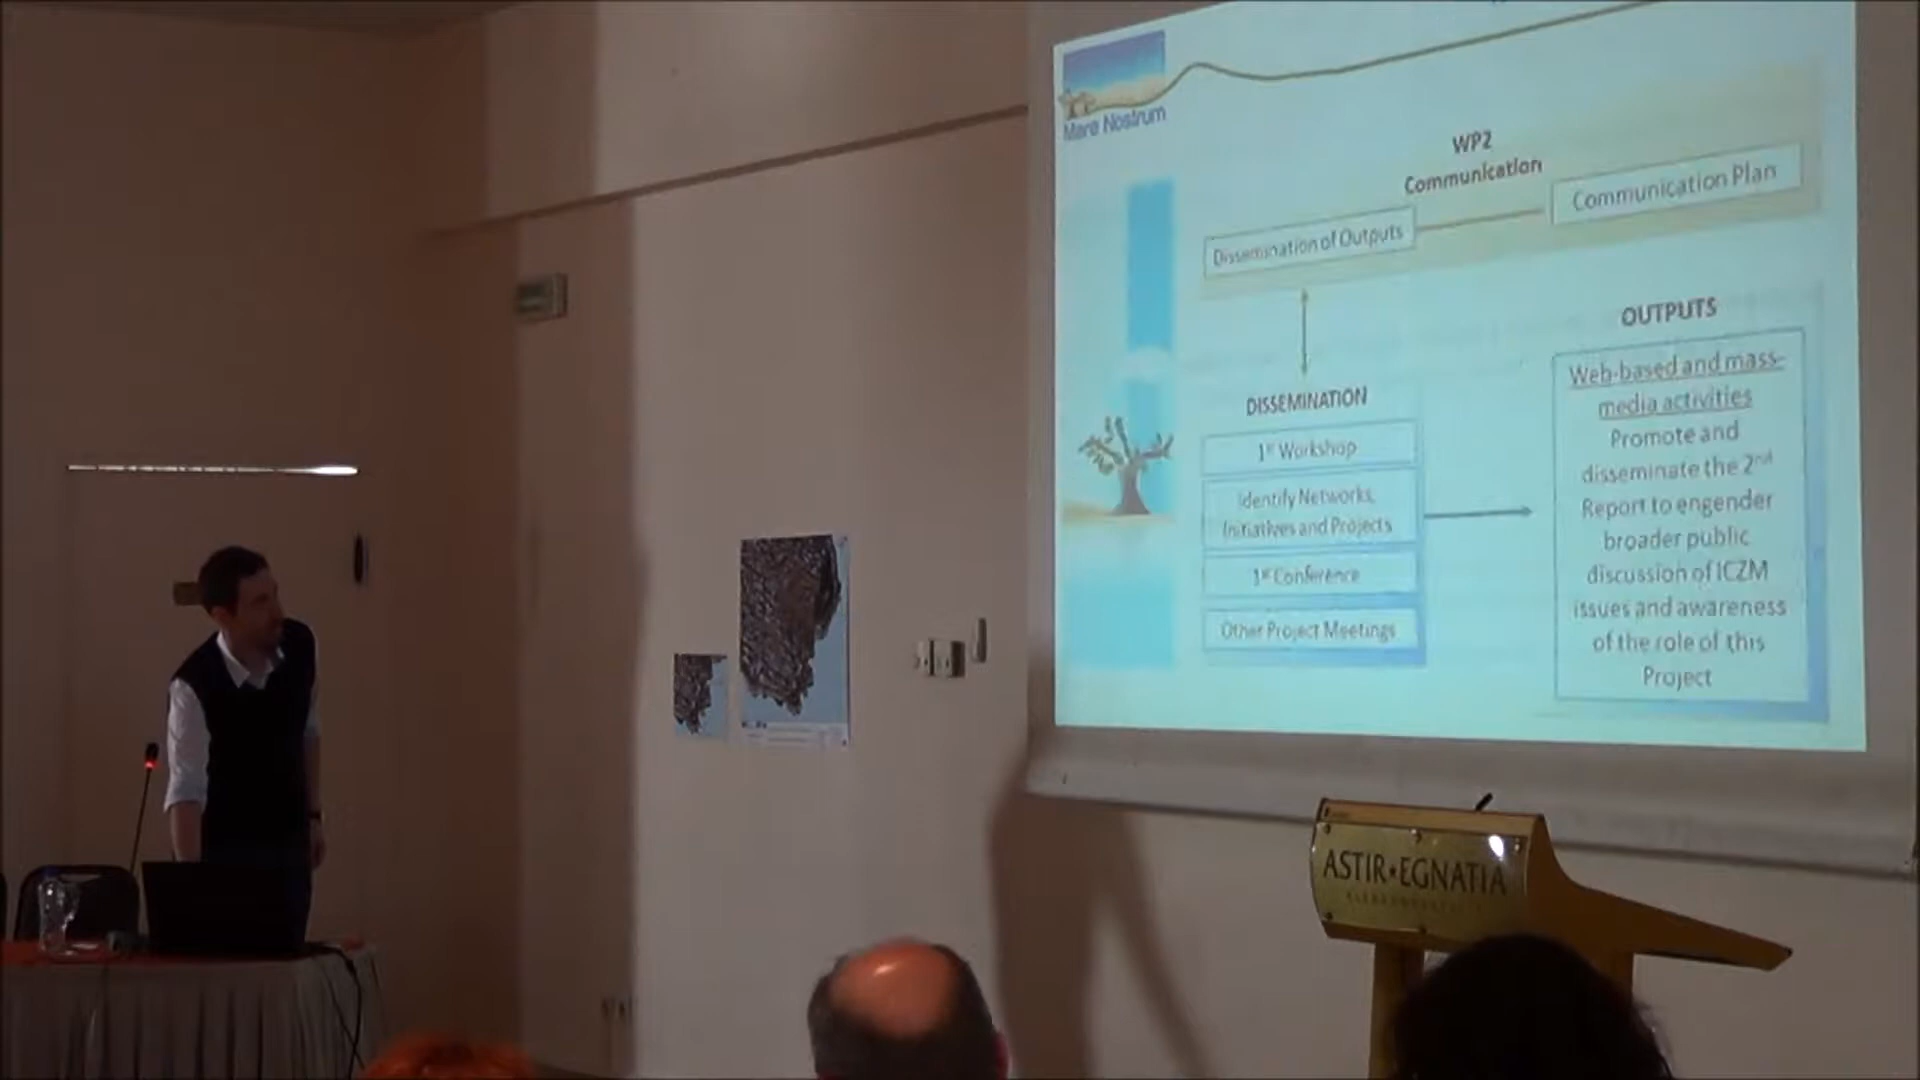 Mare Nostrum
WP2
Communication
Communication Plan
Dissemination of Outputs
DISSEMINATION
1st Workshop
Identify Networks,
Initiatives and Projects
1st Conference
Other Project Meetings
OUTPUTS
Web-based and mass-
media activities
Promote and
disseminate the 2nd
Report to engender
broader public
discussion of ICZM
issues and awareness
of the role of this
Project
ASTIR★EGNATIA